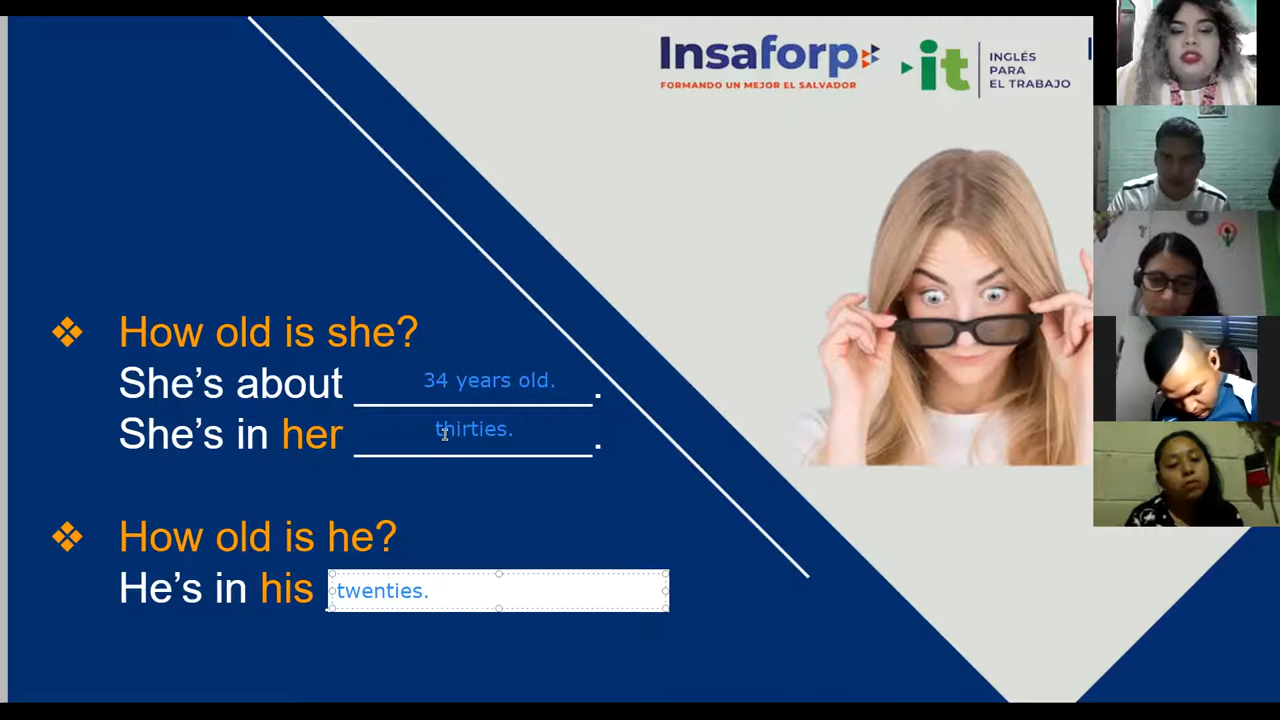 Insaforp
FORMANDO UN MEJOR EL SALVADOR
it
INGLÉS
PARA
EL TRABAJO
❖ How old is she?
She's about 34 years old. .
She's in her thirties. .
❖ How old is he?
He's in his twenties.